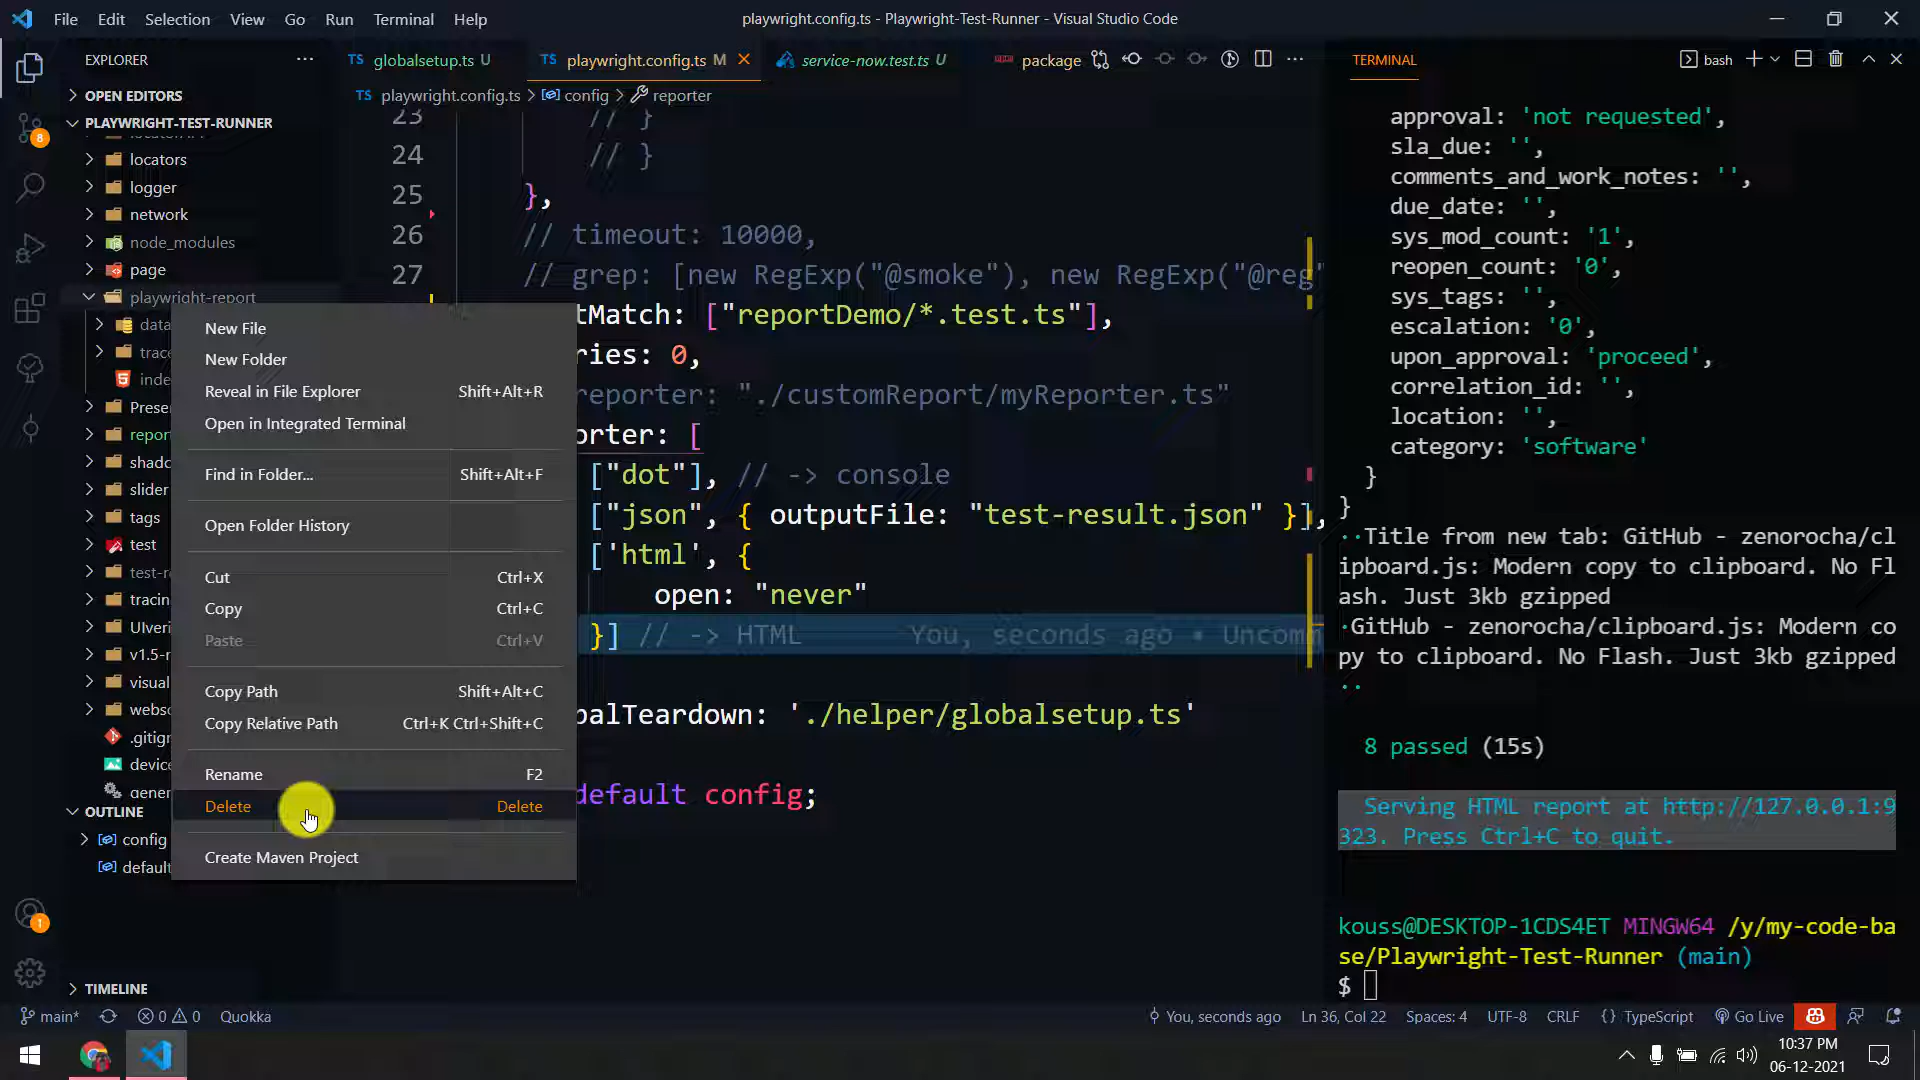 File Edit Selection View Go Run Terminal Help
playwright.config.ts - Playwright-Test-Runner - Visual Studio Code
EXPLORER
OPEN EDITORS
PLAYWRIGHT-TEST-RUNNER
locators
logger
network
node_modules
page
playwright-report
data
trace
inde
Presen
report
shado
slider
tags
test
test-re
tracin
UIveri
v1.5-r
visual
webso
.gitign
device
gener
OUTLINE
config
default
TIMELINE
8
1
New File
New Folder
Reveal in File Explorer Shift+Alt+R
Open in Integrated Terminal
Find in Folder... Shift+Alt+F
Open Folder History
Cut Ctrl+X
Copy Ctrl+C
Paste Ctrl+V
Copy Path Shift+Alt+C
Copy Relative Path Ctrl+K Ctrl+Shift+C
Rename F2
Delete Delete
Create Maven Project
TS globalsetup.ts U
TS playwright.config.ts M
service-now.test.ts U
package
TS playwright.config.ts > config > reporter
23 // }
24 // }
25 },
26 // timeout: 10000,
27 // grep: [new RegExp("@smoke"), new RegExp("@reg"
tMatch: ["reportDemo/*.test.ts"],
ries: 0,
reporter: "./customReport/myReporter.ts"
orter: [
["dot"], // -> console
["json", { outputFile: "test-result.json" }],
['html', {
open: "never"
}] // -> HTML You, seconds ago • Uncomm
balTeardown: './helper/globalsetup.ts'
default config;
TERMINAL
bash
approval: 'not requested',
sla_due: '',
comments_and_work_notes: '',
due_date: '',
sys_mod_count: '1',
reopen_count: '0',
sys_tags: '',
escalation: '0',
upon_approval: 'proceed',
correlation_id: '',
location: '',
category: 'software'
}
}
··Title from new tab: GitHub - zenorocha/cl
ipboard.js: Modern copy to clipboard. No Fl
ash. Just 3kb gzipped
·GitHub - zenorocha/clipboard.js: Modern co
py to clipboard. No Flash. Just 3kb gzipped
··
8 passed (15s)
Serving HTML report at http://127.0.0.1:9
323. Press Ctrl+C to quit.
kouss@DESKTOP-1CDS4ET MINGW64 /y/my-code-ba
se/Playwright-Test-Runner (main)
$
main* 0 0 Quokka
You, seconds ago Ln 36, Col 22 Spaces: 4 UTF-8 CRLF {} TypeScript Go Live
10:37 PM
06-12-2021